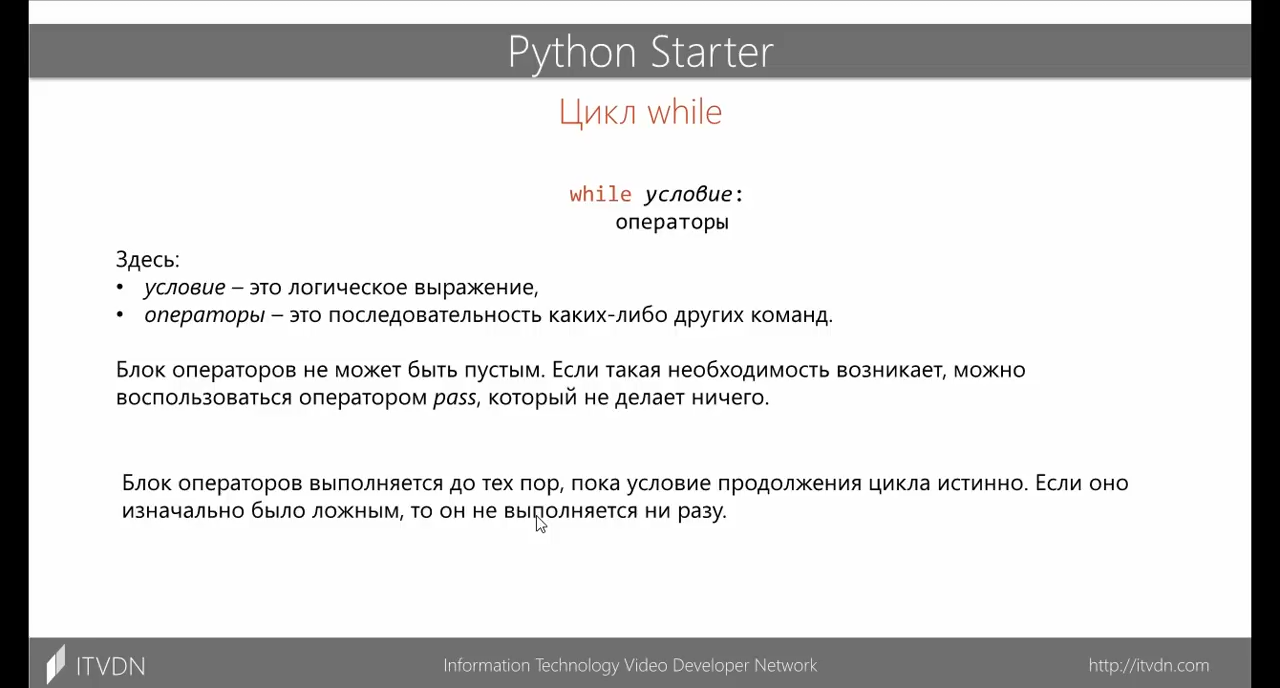 Python Starter
Цикл while
while условие:
операторы
Здесь:
• условие – это логическое выражение,
• операторы – это последовательность каких-либо других команд.
Блок операторов не может быть пустым. Если такая необходимость возникает, можно
воспользоваться оператором pass, который не делает ничего.
Блок операторов выполняется до тех пор, пока условие продолжения цикла истинно. Если оно
изначально было ложным, то он не выполняется ни разу.
ITVDN
Information Technology Video Developer Network
http://itvdn.com